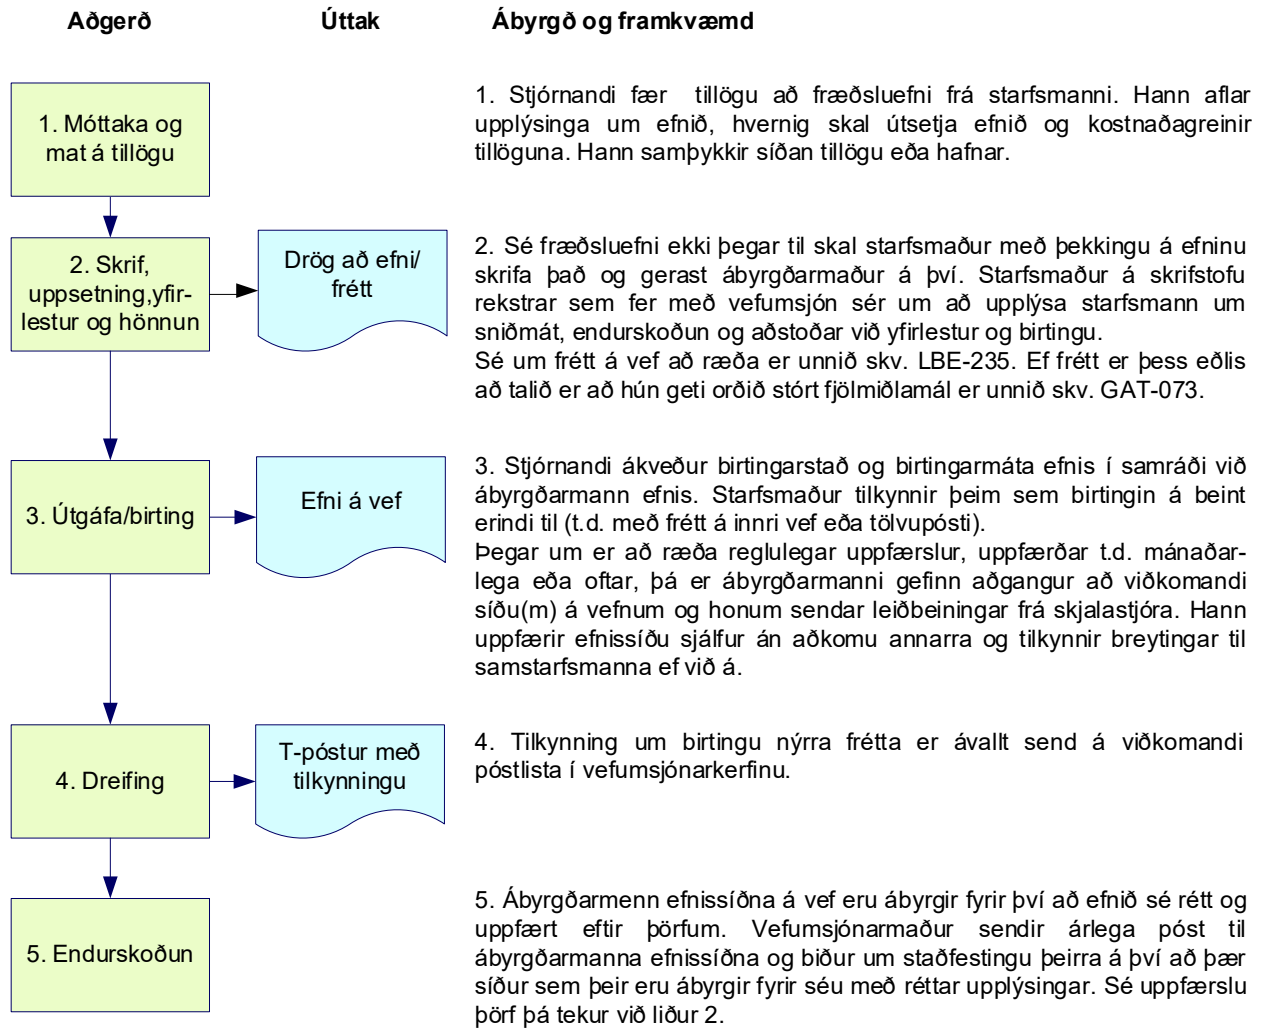 Aðgerð
Úttak
Ábyrgð og framkvæmd
1. Móttaka og
mat á tillögu
1. Stjórnandi fær tillögu að fræðsluefni frá starfsmanni. Hann aflar
upplýsinga um efnið, hvernig skal útsetja efnið og kostnaðagreinir
tillöguna. Hann samþykkir síðan tillögu eða hafnar.
2. Skrif,
uppsetning,yfir-
lestur og hönnun
Drög að efni/
frétt
2. Sé fræðsluefni ekki þegar til skal starfsmaður með þekkingu á efninu
skrifa það og gerast ábyrgðarmaður á því. Starfsmaður á skrifstofu
rekstrar sem fer með vefumsjón sér um að upplýsa starfsmann um
sniðmát, endurskoðun og aðstoðar við yfirlestur og birtingu.
Sé um frétt á vef að ræða er unnið skv. LBE-235. Ef frétt er þess eðlis
að talið er að hún geti orðið stórt fjölmiðlamál er unnið skv. GAT-073.
3. Útgáfa/birting
Efni á vef
3. Stjórnandi ákveður birtingarstað og birtingarmáta efnis í samráði við
ábyrgðarmann efnis. Starfsmaður tilkynnir þeim sem birtingin á beint
erindi til (t.d. með frétt á innri vef eða tölvupósti).
Þegar um er að ræða reglulegar uppfærslur, uppfærðar t.d. mánaðar-
lega eða oftar, þá er ábyrgðarmanni gefinn aðgangur að viðkomandi
síðu(m) á vefnum og honum sendar leiðbeiningar frá skjalastjóra. Hann
uppfærir efnissíðu sjálfur án aðkomu annarra og tilkynnir breytingar til
samstarfsmanna ef við á.
4. Dreifing
T-póstur með
tilkynningu
4. Tilkynning um birtingu nýrra frétta er ávallt send á viðkomandi
póstlista í vefumsjónarkerfinu.
5. Endurskoðun
5. Ábyrgðarmenn efnissíðna á vef eru ábyrgir fyrir því að efnið sé rétt og
uppfært eftir þörfum. Vefumsjónarmaður sendir árlega póst til
ábyrgðarmanna efnissíðna og biður um staðfestingu þeirra á því að þær
síður sem þeir eru ábyrgir fyrir séu með réttar upplýsingar. Sé uppfærslu
þörf þá tekur við liður 2.